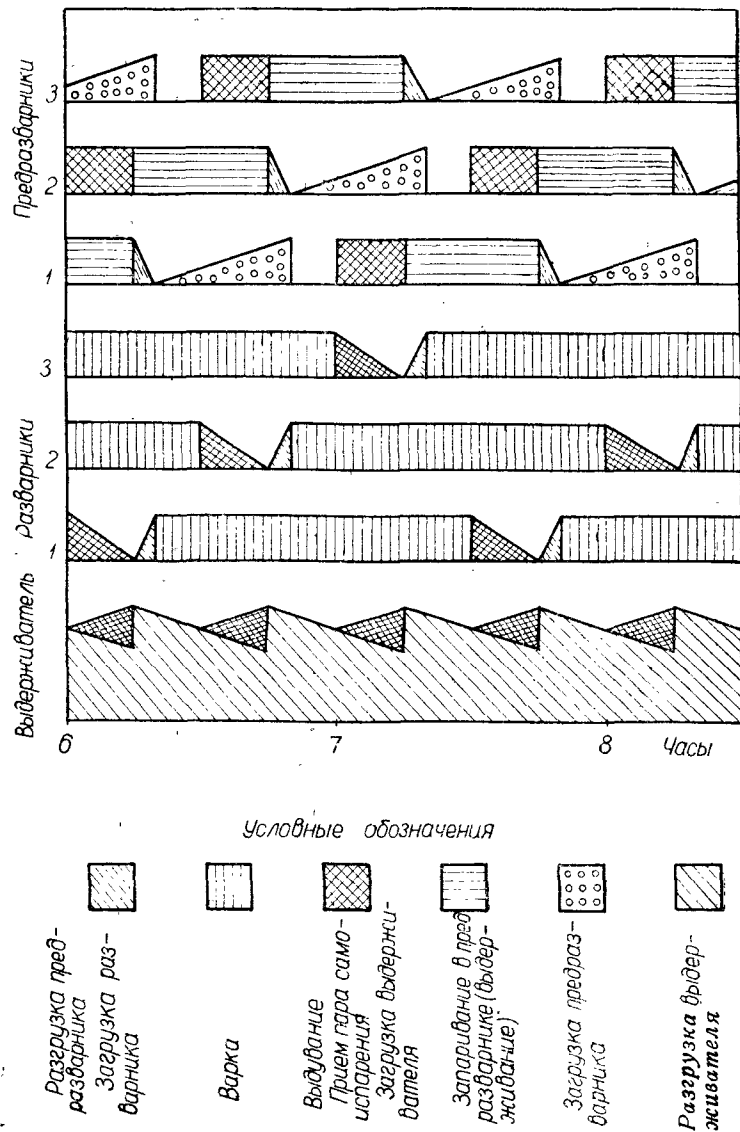 Предразварники
3
2
1
Разварники
3
2
1
Выдерживатель
6
7
8
Часы
Условные обозначения
Разгрузка пред-
разварника
Загрузка раз-
варника
Варка
Выдувание
Прием пара само-
испарения
Загрузка выдержи-
вателя
Запаривание в пред
разварнике (выдер-
живание)
Загрузка предраз-
варника
Разгрузка выдер-
живателя